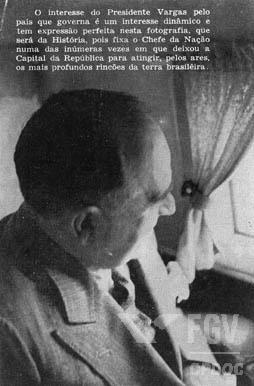 O interesse do Presidente Vargas pelo
país que governa é um interesse dinâmico e
tem expressão perfeita nesta fotografia, que
será da História, pois fixa o Chefe da Nação
numa das inúmeras vezes em que deixou a
Capital da República para atingir, pelos ares,
os mais profundos rincões da terra brasiléira.
FGV
CPDOC